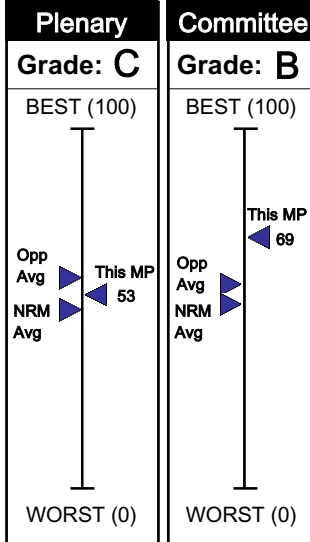 Plenary
Grade: C
BEST (100)
Opp
Avg
This MP
53
NRM
Avg
WORST (0)
Committee
Grade: B
BEST (100)
This MP
69
Opp
Avg
NRM
Avg
WORST (0)